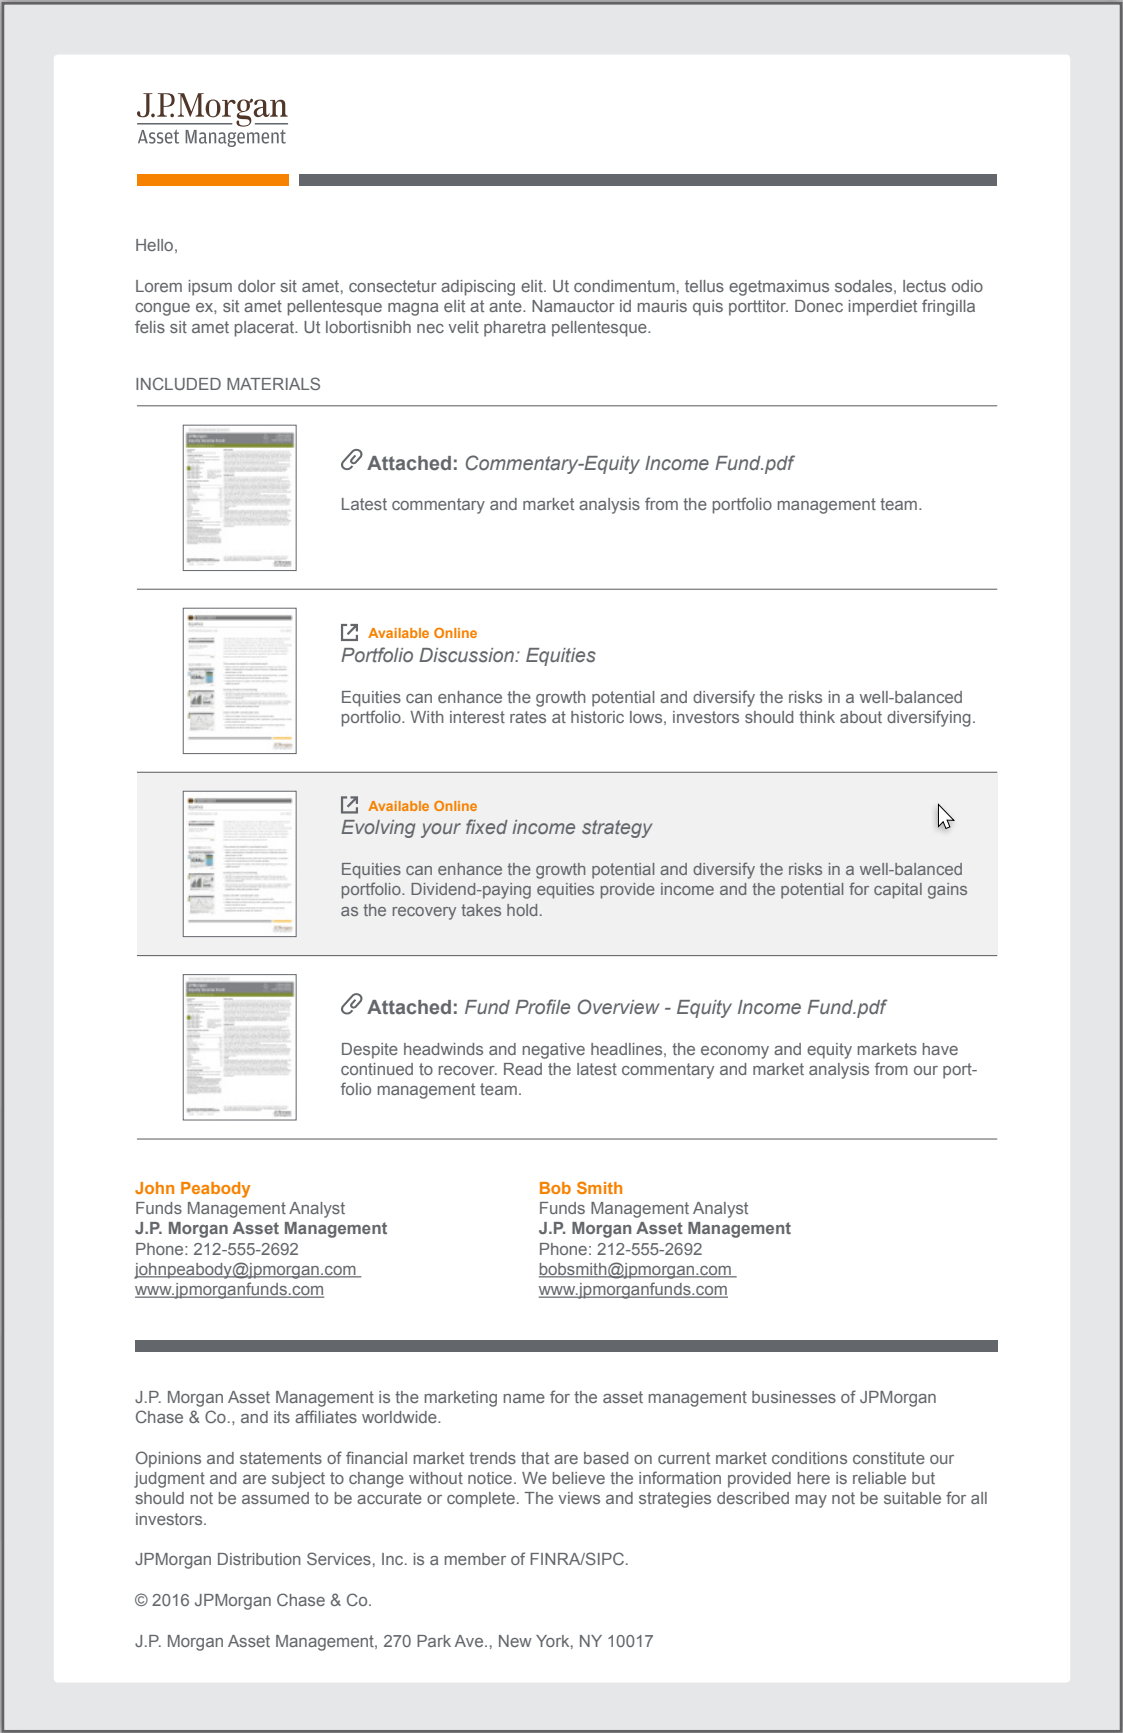 J.P.Morgan
Asset Management
Hello,
Lorem ipsum dolor sit amet, consectetur adipiscing elit. Ut condimentum, tellus egetmaximus sodales, lectus odio
congue ex, sit amet pellentesque magna elit at ante. Namauctor id mauris quis porttitor. Donec imperdiet fringilla
felis sit amet placerat. Ut lobortisnibh nec velit pharetra pellentesque.
INCLUDED MATERIALS
Attached: Commentary-Equity Income Fund.pdf
Latest commentary and market analysis from the portfolio management team.
Available Online
Portfolio Discussion: Equities
Equities can enhance the growth potential and diversify the risks in a well-balanced
portfolio. With interest rates at historic lows, investors should think about diversifying.
Available Online
Evolving your fixed income strategy
Equities can enhance the growth potential and diversify the risks in a well-balanced
portfolio. Dividend-paying equities provide income and the potential for capital gains
as the recovery takes hold.
Attached: Fund Profile Overview - Equity Income Fund.pdf
Despite headwinds and negative headlines, the economy and equity markets have
continued to recover. Read the latest commentary and market analysis from our port-
folio management team.
John Peabody
Funds Management Analyst
J.P. Morgan Asset Management
Phone: 212-555-2692
johnpeabody@jpmorgan.com
www.jpmorganfunds.com
Bob Smith
Funds Management Analyst
J.P. Morgan Asset Management
Phone: 212-555-2692
bobsmith@jpmorgan.com
www.jpmorganfunds.com
J.P. Morgan Asset Management is the marketing name for the asset management businesses of JPMorgan
Chase & Co., and its affiliates worldwide.
Opinions and statements of financial market trends that are based on current market conditions constitute our
judgment and are subject to change without notice. We believe the information provided here is reliable but
should not be assumed to be accurate or complete. The views and strategies described may not be suitable for all
investors.
JPMorgan Distribution Services, Inc. is a member of FINRA/SIPC.
© 2016 JPMorgan Chase & Co.
J.P. Morgan Asset Management, 270 Park Ave., New York, NY 10017